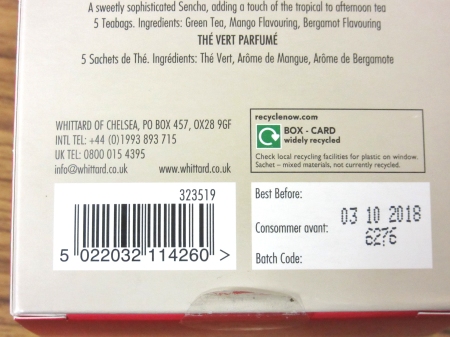 A sweetly sophisticated Sencha, adding a touch of the tropical to afternoon tea
5 Teabags. Ingredients: Green Tea, Mango Flavouring, Bergamot Flavouring
THÉ VERT PARFUMÉ
5 Sachets de Thé. Ingrédients: Thé Vert, Arôme de Mangue, Arôme de Bergamote
WHITTARD OF CHELSEA, PO BOX 457, OX28 9GF
INTL TEL: +44 (0)1993 893 715
UK TEL: 0800 015 4395
info@whittard.co.uk www.whittard.co.uk
recyclenow.com
BOX - CARD
widely recycled
Check local recycling facilities for plastic on window.
Sachet – mixed materials, not currently recycled.
323519
5 022032 114260 >
Best Before:
03 10 2018
Consommer avant:
6276
Batch Code: